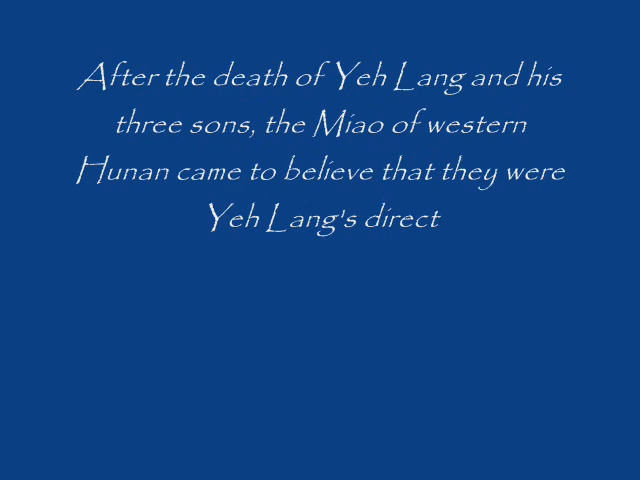 After the death of Yeh Lang and his
three sons, the Miao of western
Hunan came to believe that they were
Yeh Lang's direct